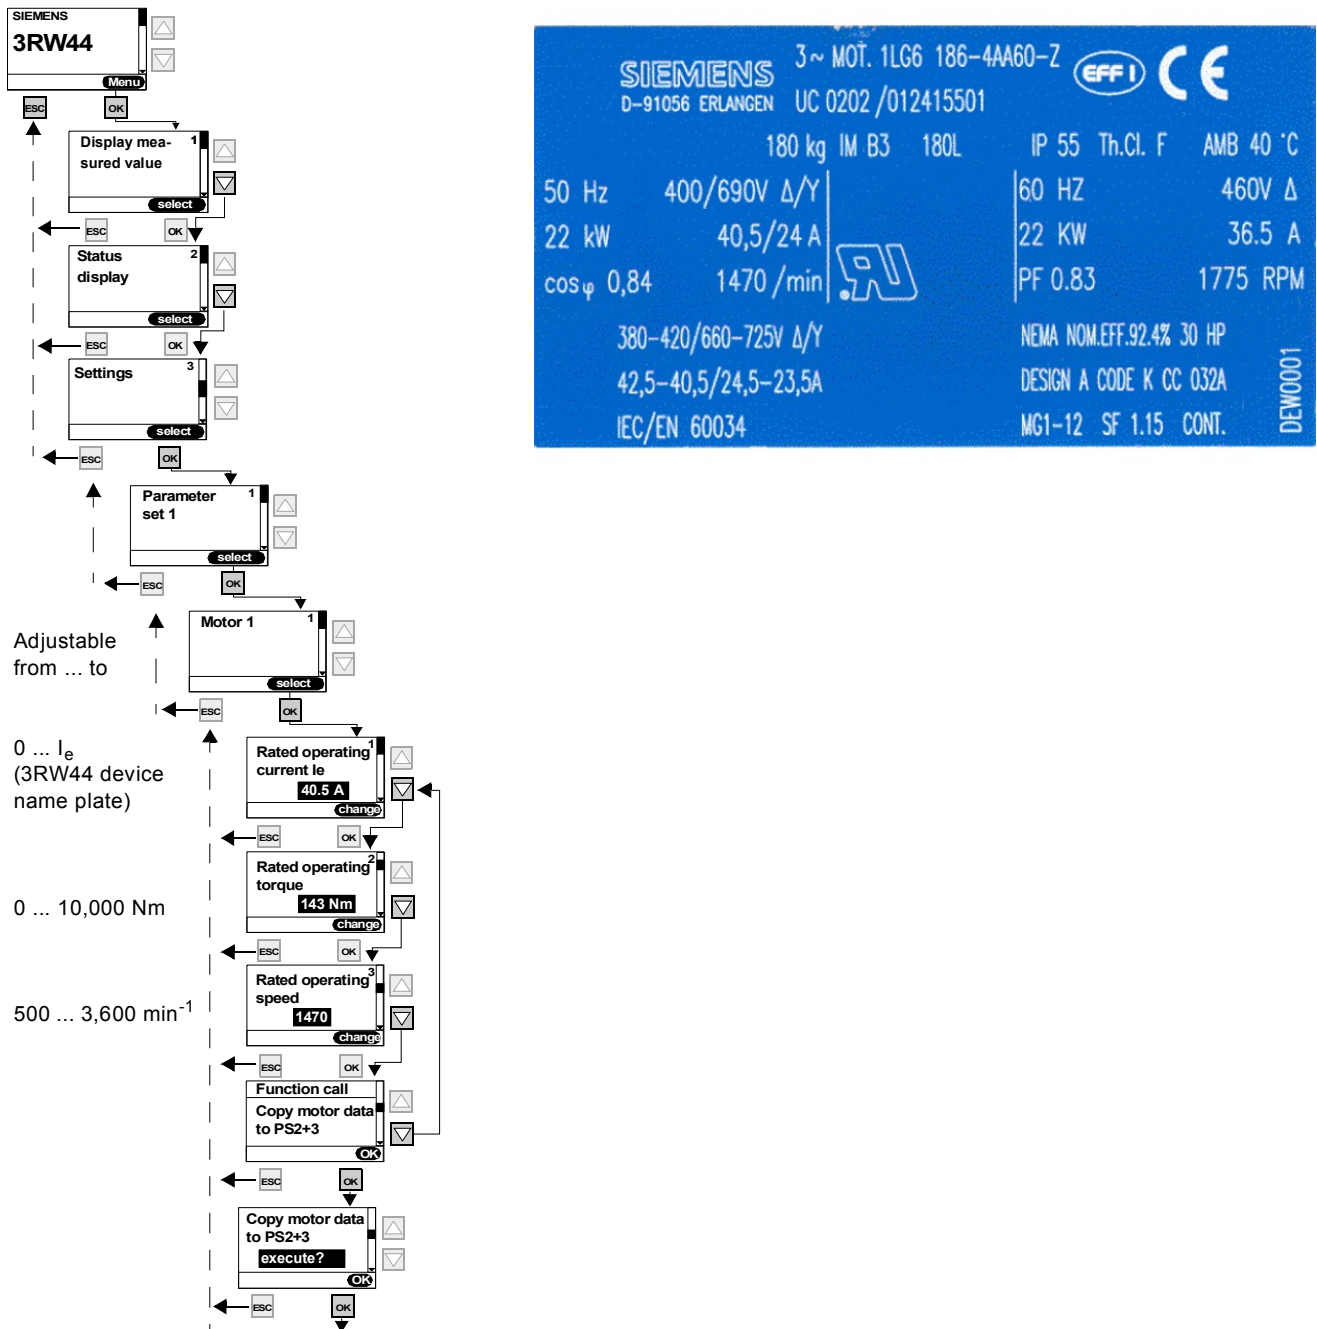 SIEMENS
3RW44
Menu
ESC
OK
Display mea-
sured value
1
select
ESC
OK
Status
display
2
select
ESC
OK
Settings
3
select
ESC
OK
Parameter
set 1
1
select
ESC
OK
Adjustable
from ... to
Motor 1
1
select
ESC
OK
0 ... Ie
(3RW44 device
name plate)
Rated operating
current Ie
1
40.5 A
change
ESC
OK
0 ... 10,000 Nm
Rated operating
torque
2
143 Nm
change
ESC
OK
500 ... 3,600 min-1
Rated operating
speed
3
1470
change
ESC
OK
Function call
Copy motor data
to PS2+3
OK
ESC
OK
Copy motor data
to PS2+3
execute?
OK
ESC
OK
SIEMENS
D-91056 ERLANGEN
3~ MOT. 1LG6 186-4AA60-Z
UC 0202 /012415501
EFF I
CE
180 kg IM B3 180L IP 55 Th.Cl. F AMB 40 °C
50 Hz 400/690V Δ/Y
22 kW 40,5/24 A
cosφ 0,84 1470 /min
380-420/660-725V Δ/Y
42,5-40,5/24,5-23,5A
IEC/EN 60034
60 HZ 460V Δ
22 KW 36.5 A
PF 0.83 1775 RPM
NEMA NOM.EFF.92.4% 30 HP
DESIGN A CODE K CC 032A
MG1-12 SF 1.15 CONT.
DEW0001